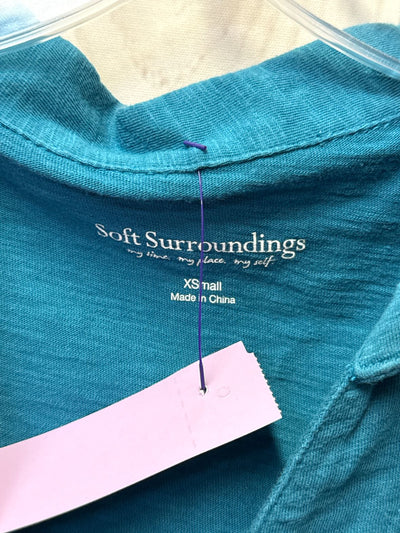 Soft Surroundings
my time. my place. my self.
XSmall
Made in China